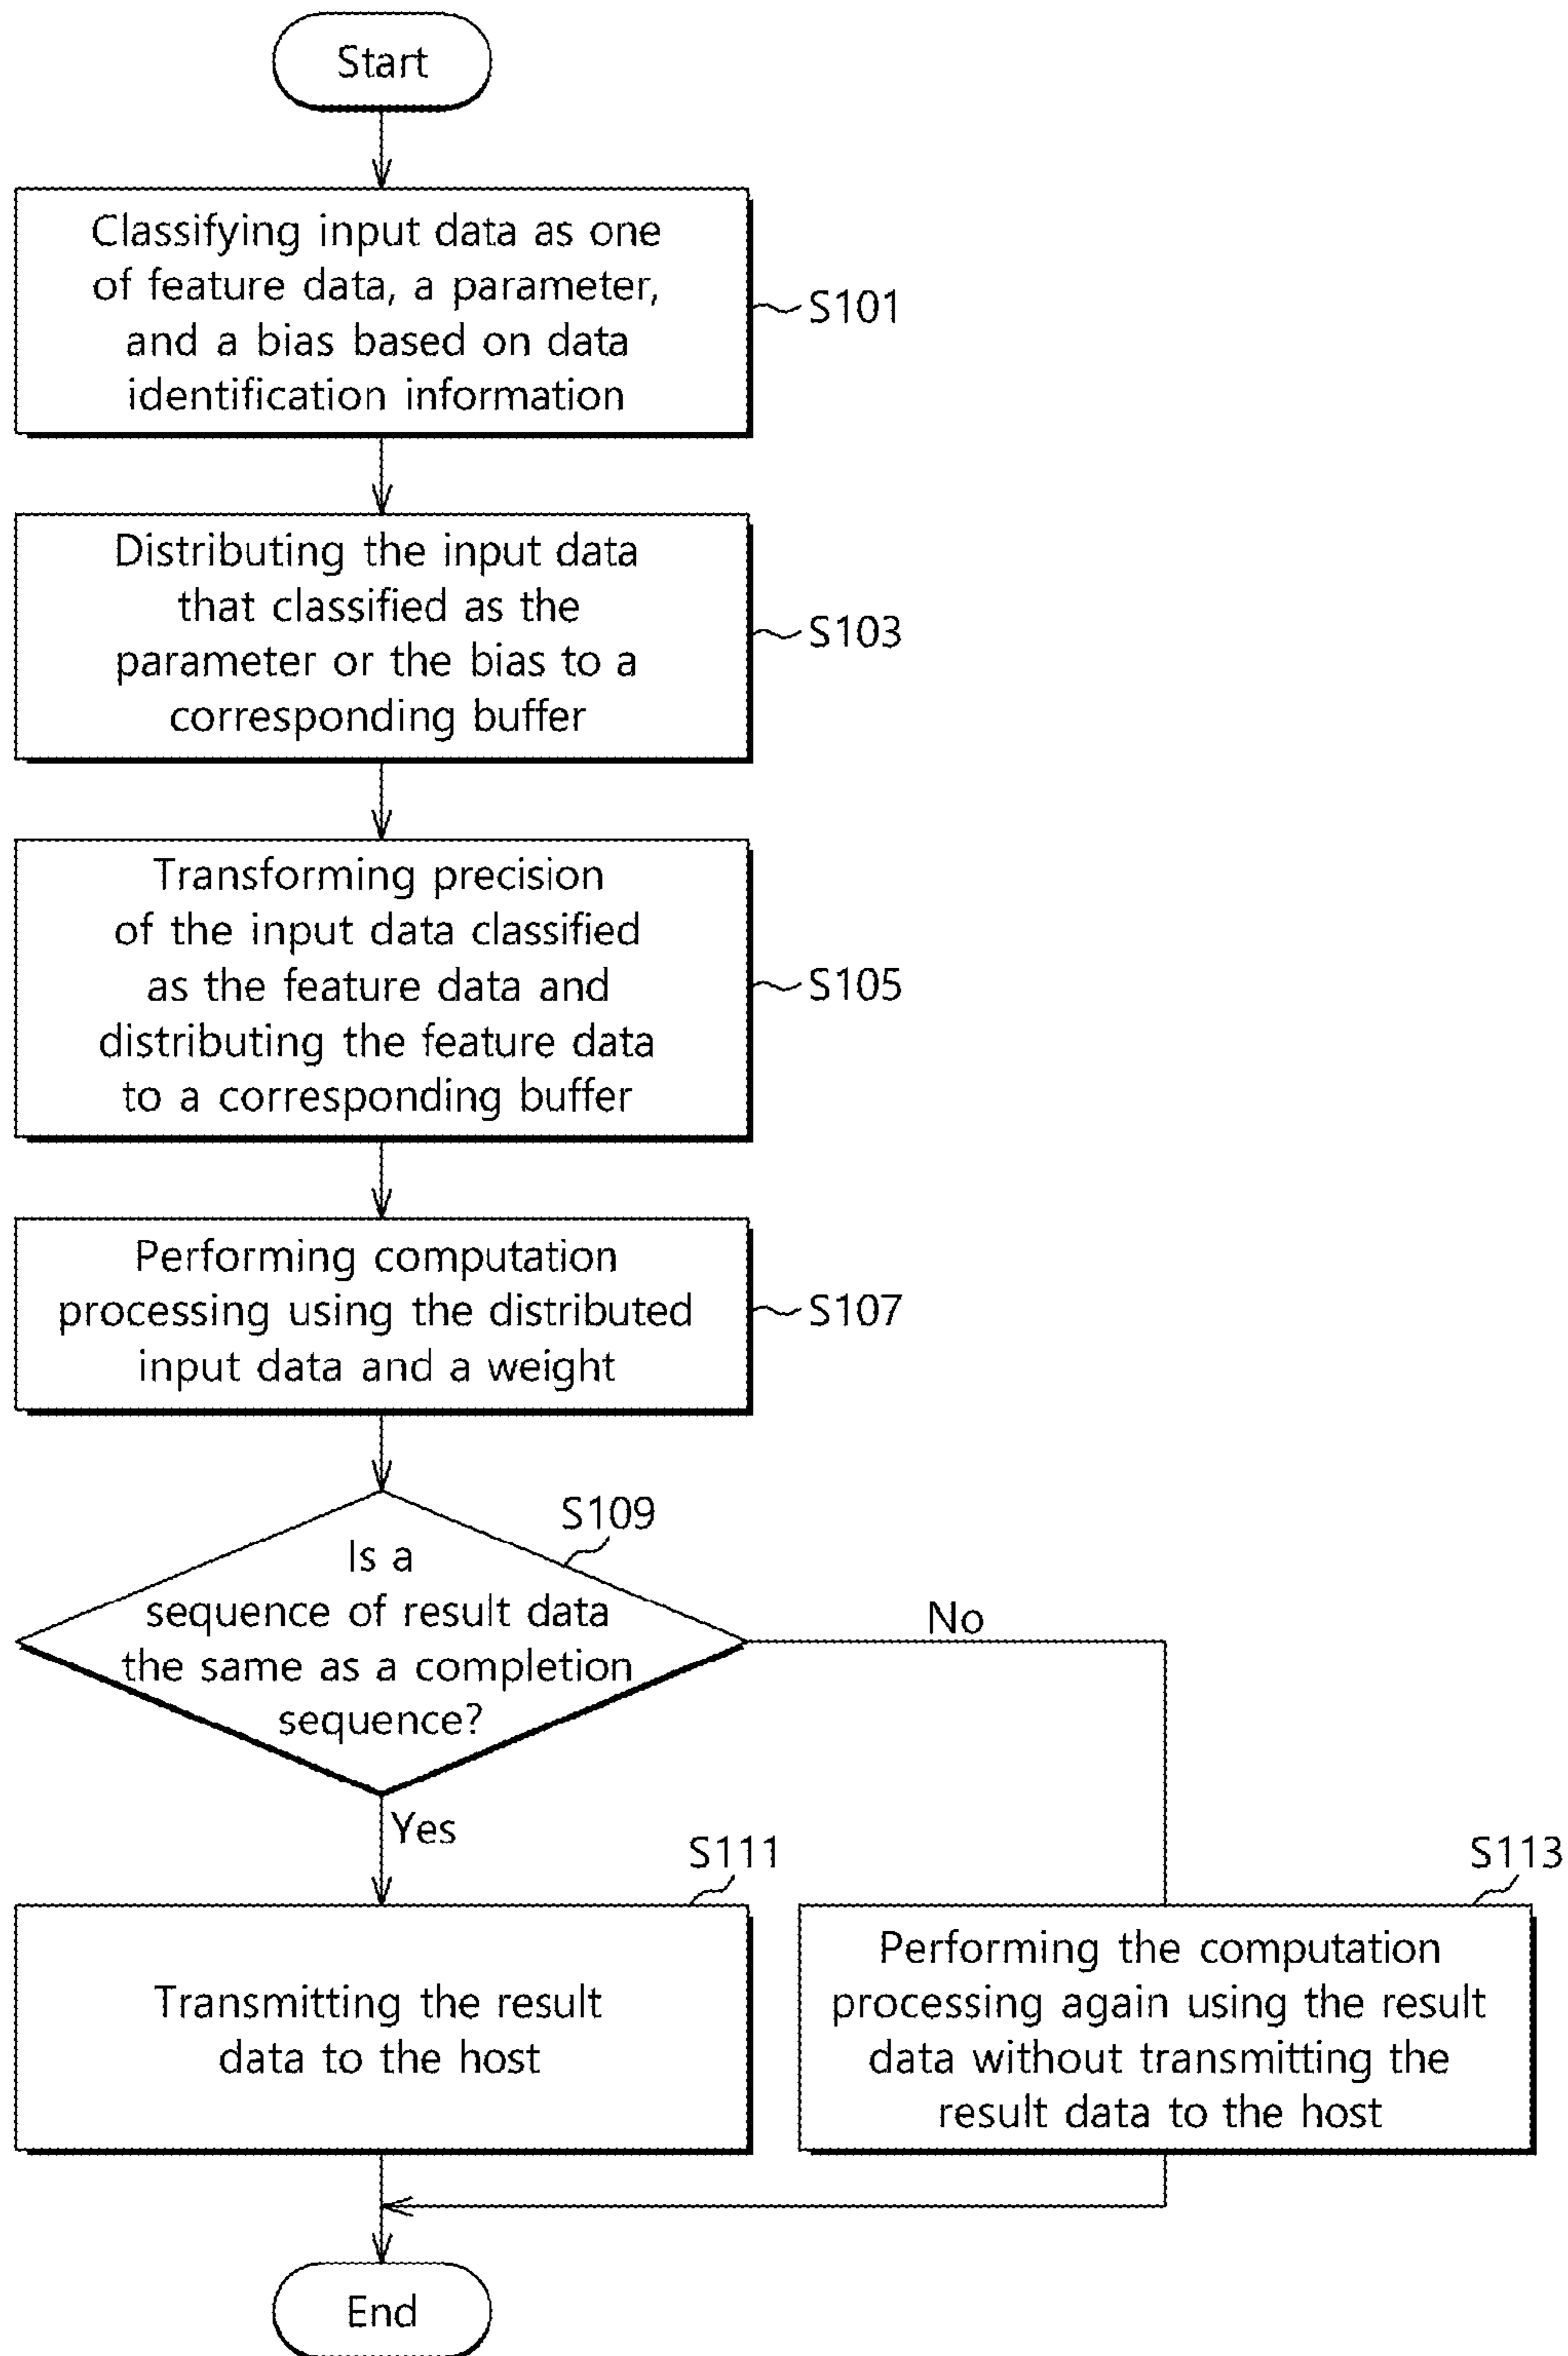 Start
Classifying input data as one
of feature data, a parameter,
and a bias based on data
identification information
S101
Distributing the input data
that classified as the
parameter or the bias to a
corresponding buffer
S103
Transforming precision
of the input data classified
as the feature data and
distributing the feature data
to a corresponding buffer
S105
Performing computation
processing using the distributed
input data and a weight
S107
S109
Is a
sequence of result data
the same as a completion
sequence?
No
Yes
S111
Transmitting the result
data to the host
S113
Performing the computation
processing again using the result
data without transmitting the
result data to the host
End